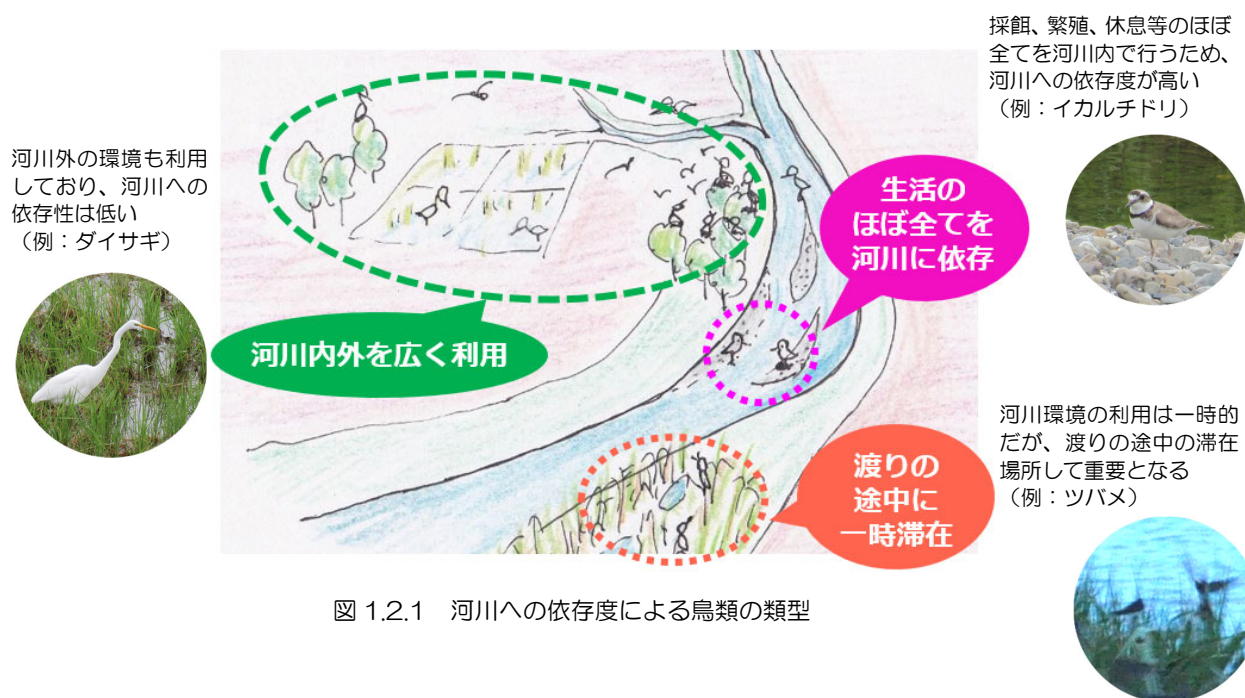 採餌、繁殖、休息等のほぼ
全てを河川内で行うため、
河川への依存度が高い
（例：イカルチドリ）
河川外の環境も利用
しており、河川への
依存性は低い
（例：ダイサギ）
生活の
ほぼ全てを
河川に依存
河川内外を広く利用
河川環境の利用は一時的
だが、渡りの途中の滞在
場所して重要となる
（例：ツバメ）
渡りの
途中に
一時滞在
図 1.2.1　河川への依存度による鳥類の類型